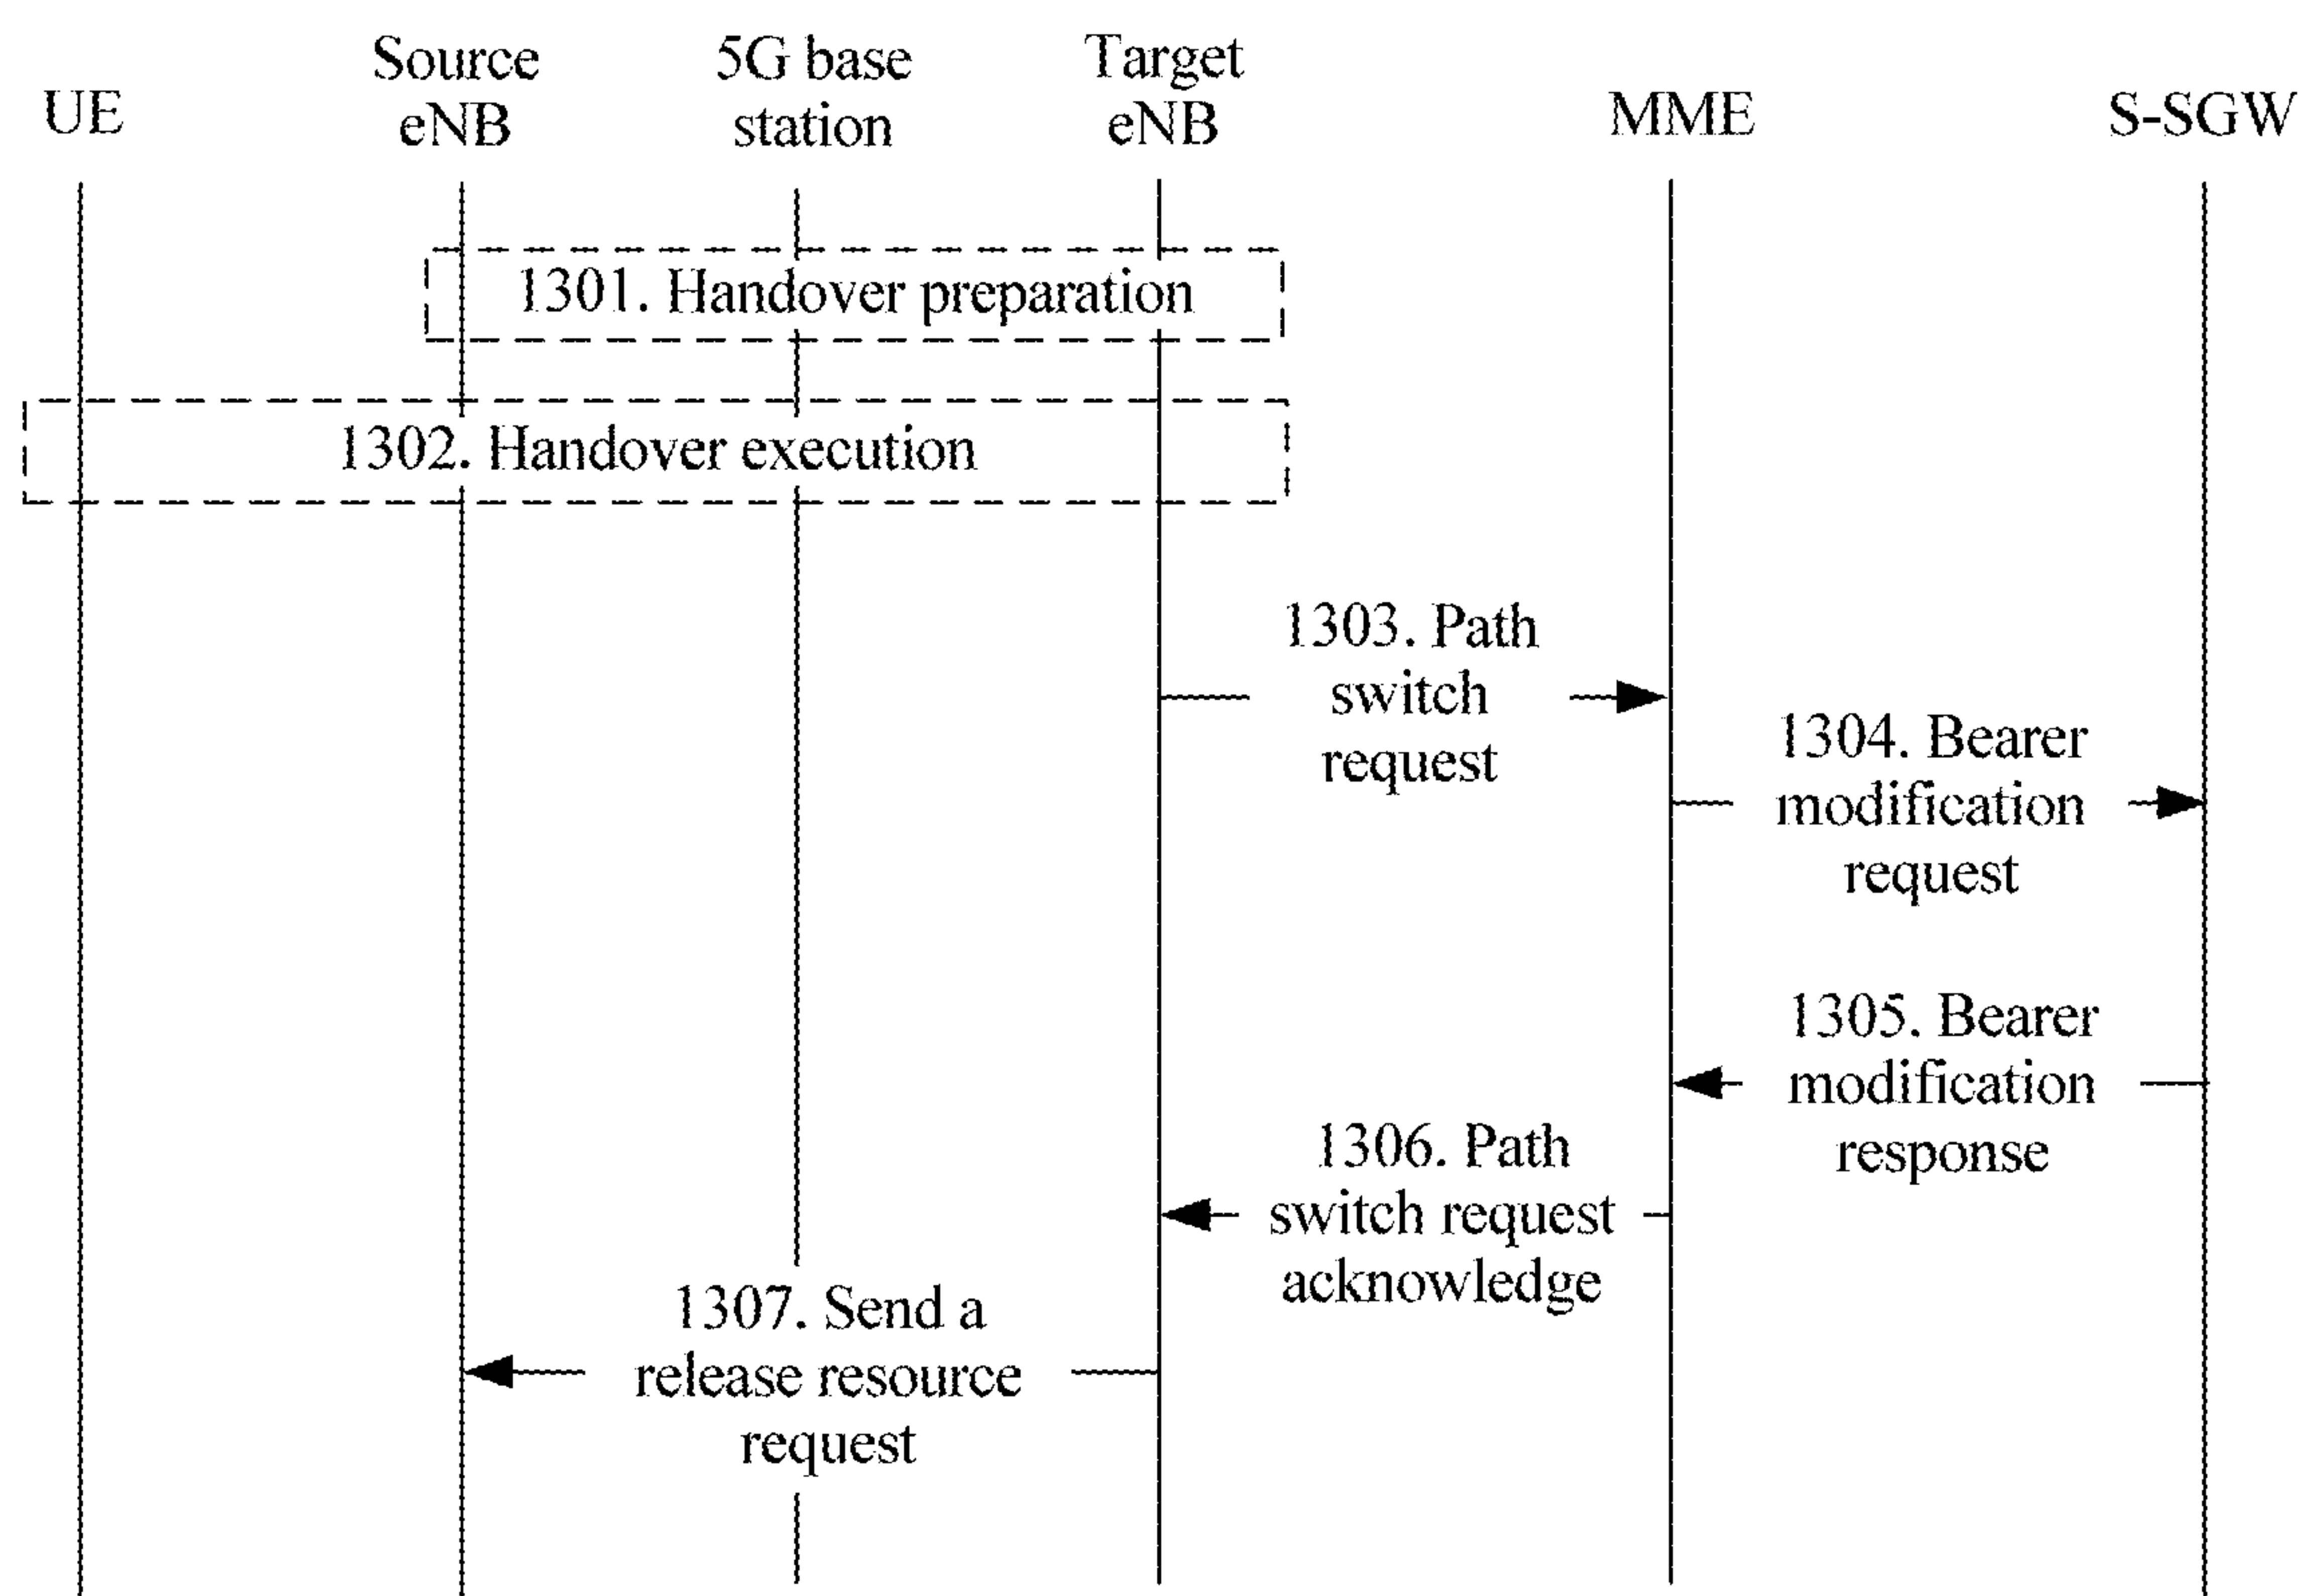 UE
Source
eNB
5G base
station
Target
eNB
MME
S-SGW
1301. Handover preparation
1302. Handover execution
1303. Path
switch
request
1304. Bearer
modification
request
1305. Bearer
modification
response
1306. Path
switch request
acknowledge
1307. Send a
release resource
request